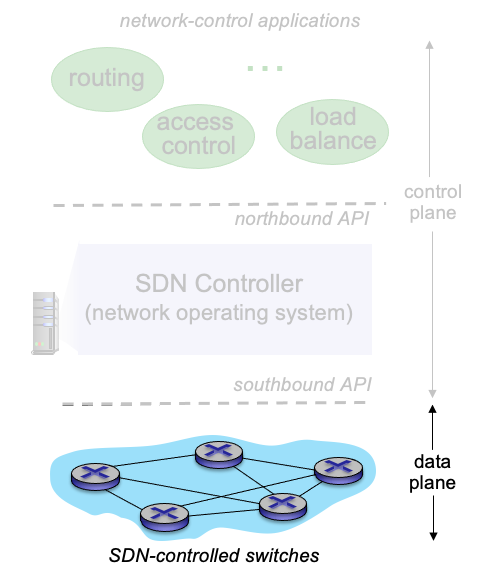 network-control applications
routing
...
access
control
load
balance
control
plane
northbound API
SDN Controller
(network operating system)
southbound API
data
plane
SDN-controlled switches